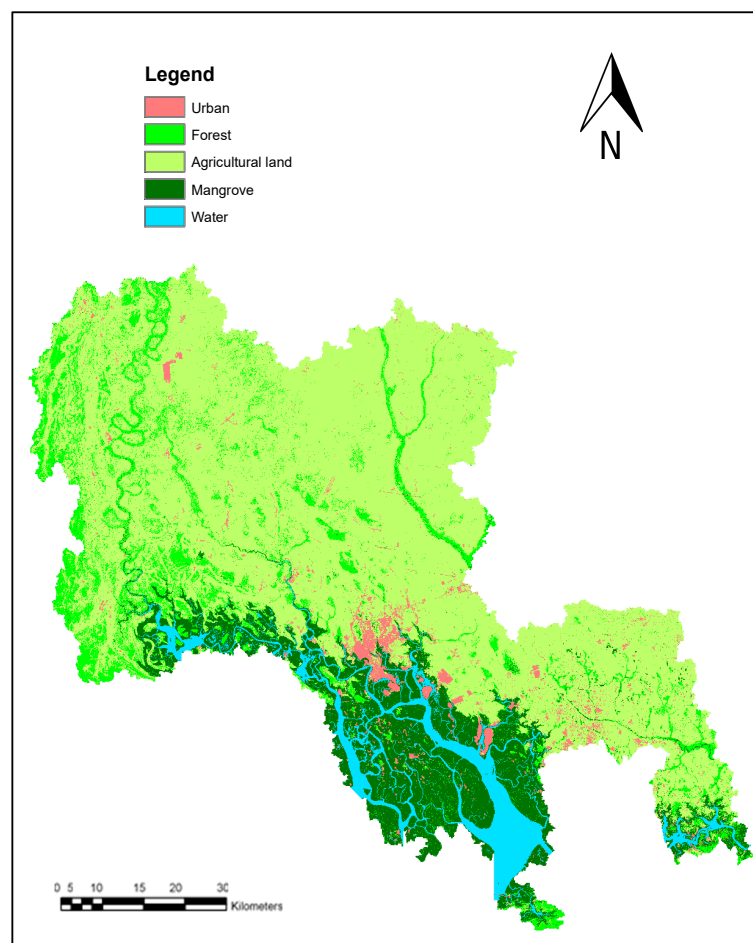 Legend
Urban
Forest
Agricultural land
Mangrove
Water
N
0 5 10 15 20 30
Kilometers